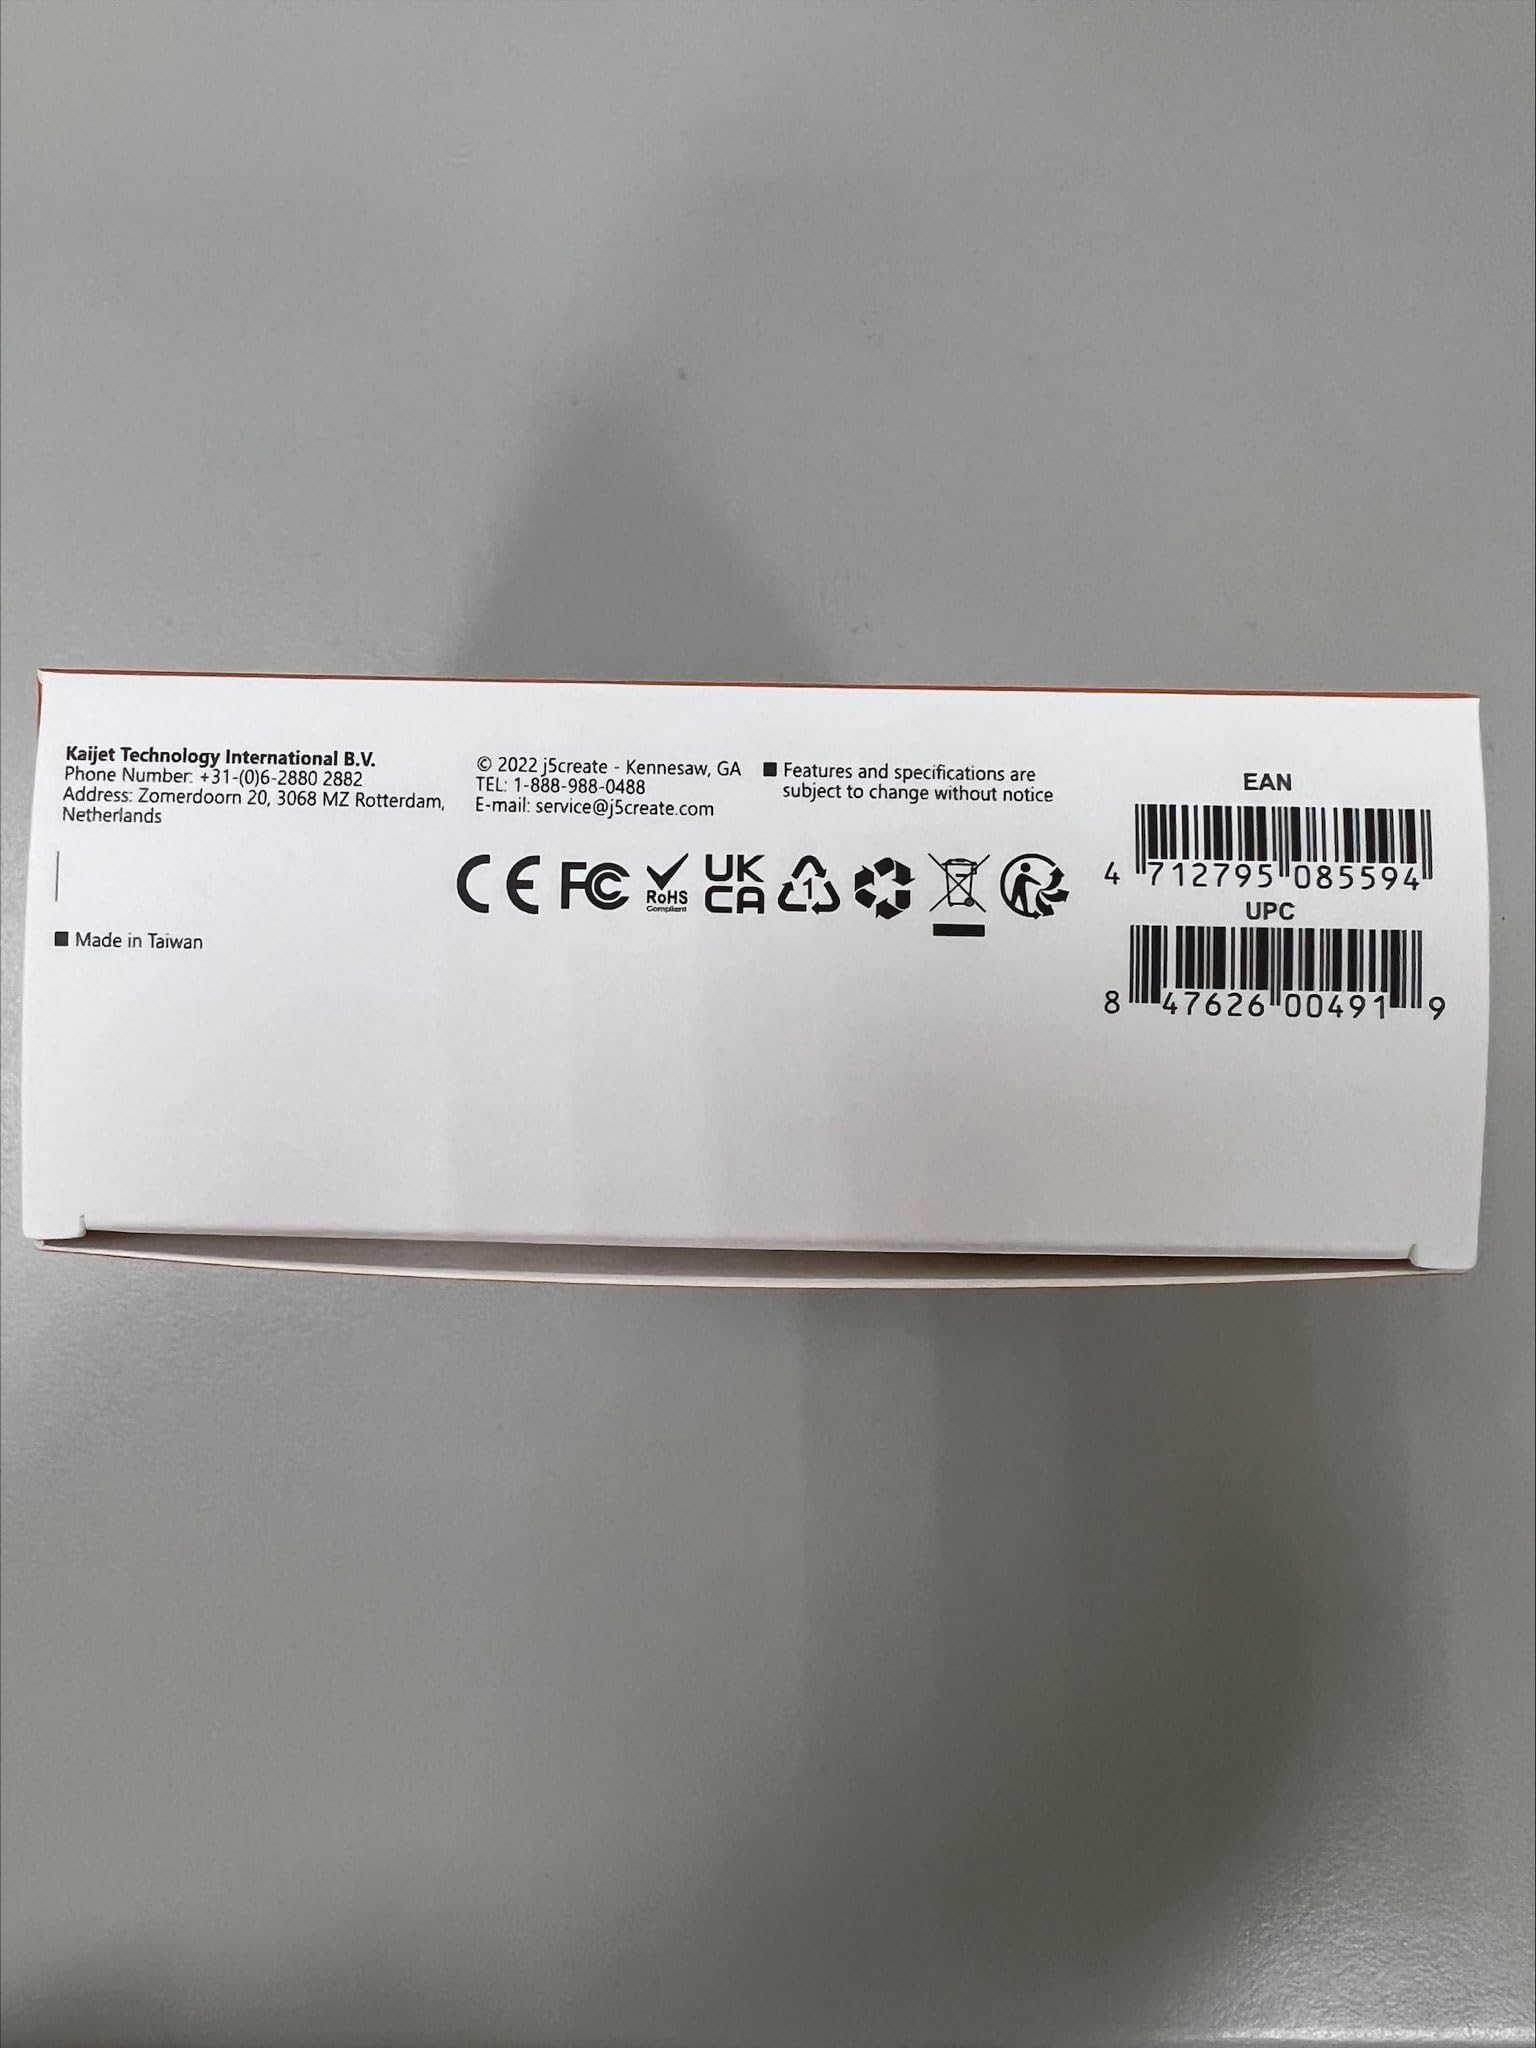 Kaijet Technology International B.V.
Phone Number: +31-(0)6-2880 2882
Address: Zomerdoorn 20, 3068 MZ Rotterdam,
Netherlands
Made in Taiwan
© 2022 j5create - Kennesaw, GA
TEL: 1-888-988-0488
E-mail: service@j5create.com
Features and specifications are
subject to change without notice
CE FC RoHS Compliant UK CA 1
EAN
4 712795 085594
UPC
8 47626 00491 9